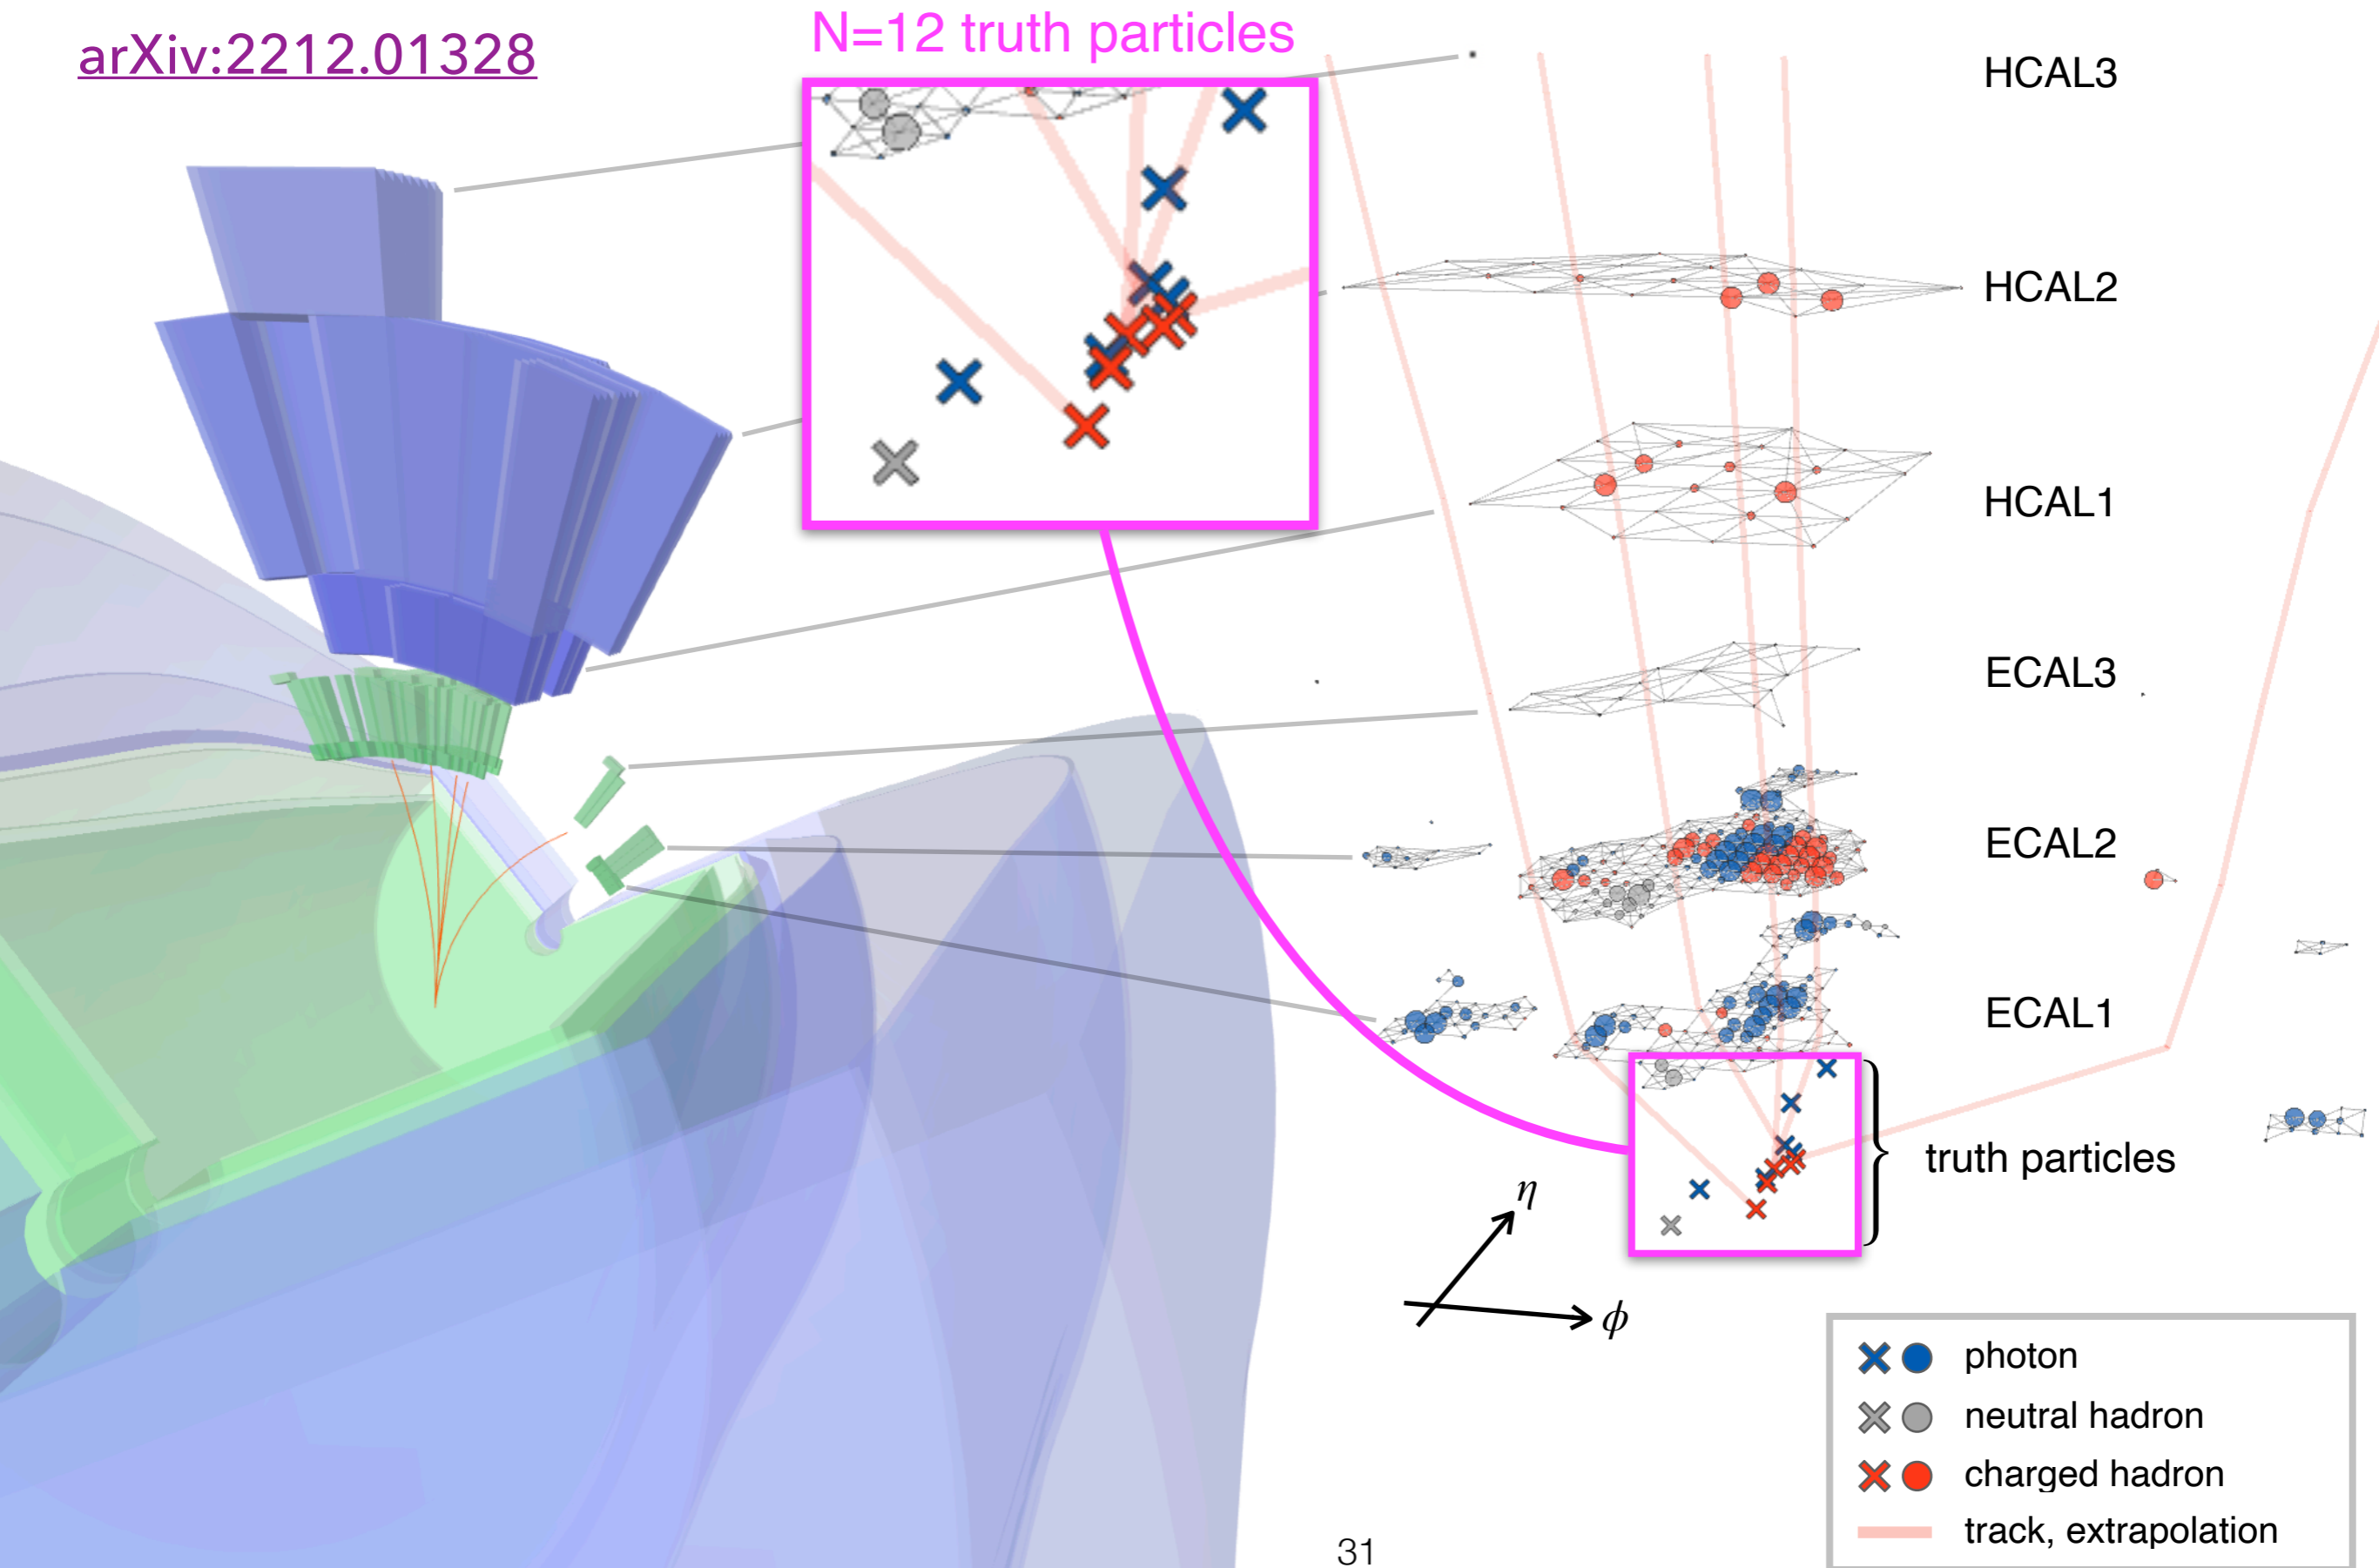 arXiv:2212.01328
N=12 truth particles
HCAL3
HCAL2
HCAL1
ECAL3
ECAL2
ECAL1
truth particles
η
ϕ
photon
neutral hadron
charged hadron
track, extrapolation
31